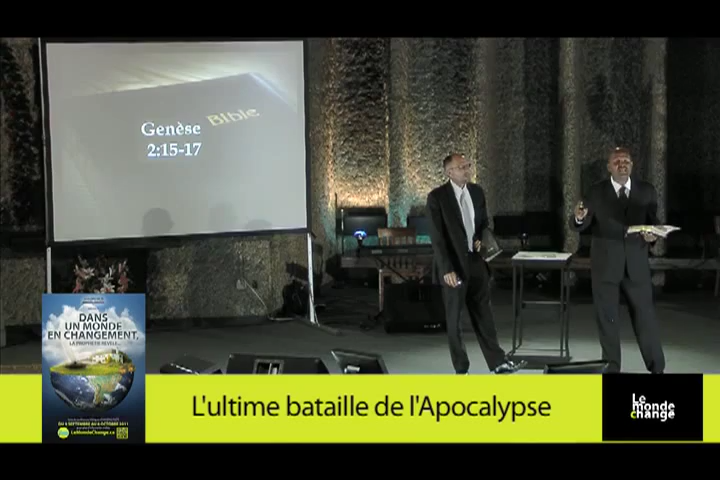 Genèse
Bible
2:15-17
DANS
UN MONDE
EN CHANGEMENT,
LA PROPHÉTIE RÉVÈLE...
DU 8 SEPTEMBRE AU 8 OCTOBRE 2011
LeMondeChange.ca
L'ultime bataille de l'Apocalypse
Le
monde
change